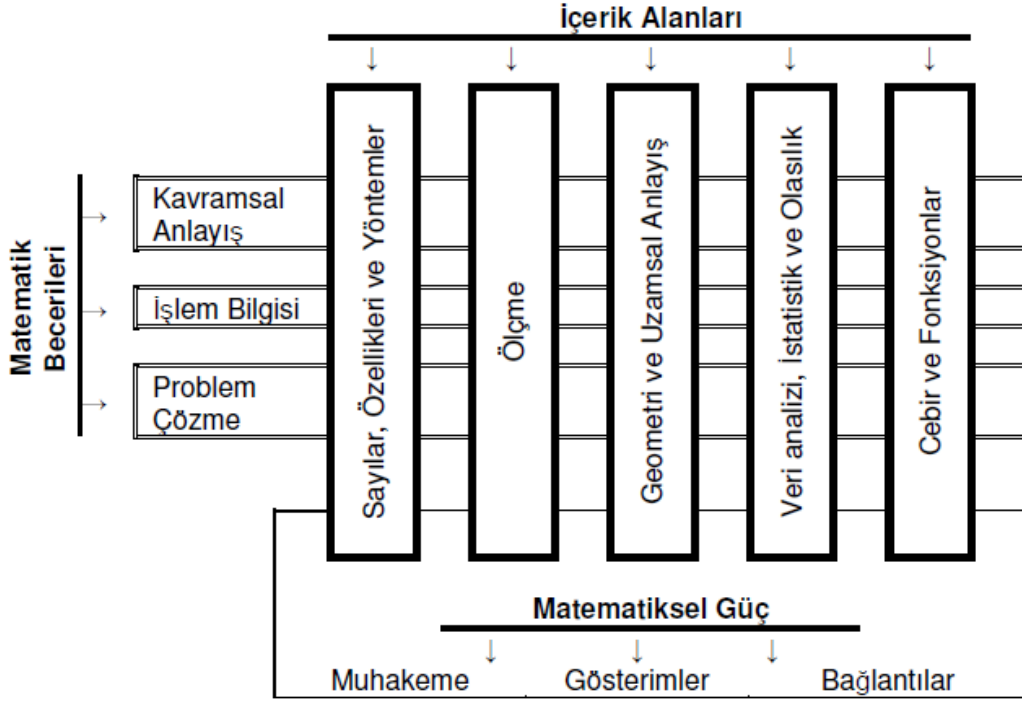 İçerik Alanları
Sayılar, Özellikleri ve Yöntemler
Ölçme
Geometri ve Uzamsal Anlayış
Veri analizi, İstatistik ve Olasılık
Cebir ve Fonksiyonlar
Matematik
Becerileri
Kavramsal
Anlayış
İşlem Bilgisi
Problem
Çözme
Matematiksel Güç
Muhakeme
Gösterimler
Bağlantılar